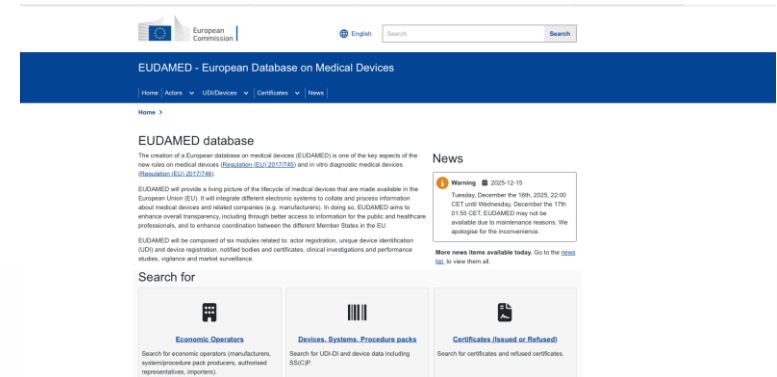 European
Commission
English
Search
Search
EUDAMED - European Database on Medical Devices
Home Actors UDI/Devices Certificates News
Home >
EUDAMED database
The creation of a European database on medical devices (EUDAMED) is one of the key aspects of the
new rules on medical devices (Regulation (EU) 2017/745) and in vitro diagnostic medical devices
(Regulation (EU) 2017/746).
EUDAMED will provide a living picture of the lifecycle of medical devices that are made available in the
European Union (EU). It will integrate different electronic systems to collate and process information
about medical devices and related companies (e.g. manufacturers). In doing so, EUDAMED aims to
enhance overall transparency, including through better access to information for the public and healthcare
professionals, and to enhance coordination between the different Member States in the EU.
EUDAMED will be composed of six modules related to: actor registration, unique device identification
(UDI) and device registration, notified bodies and certificates, clinical investigations and performance
studies, vigilance and market surveillance.
News
Warning 2025-12-15
Tuesday, December the 16th, 2025, 22:00
CET until Wednesday, December the 17th
01:55 CET, EUDAMED may not be
available due to maintenance reasons. We
apologise for the inconvenience.
More news items available today. Go to the news
list to view them all.
Search for
Economic Operators
Search for economic operators (manufacturers,
system/procedure pack producers, authorised
representatives, importers).
Devices, Systems, Procedure packs
Search for UDI-DI and device data including
SS(C)P.
Certificates (Issued or Refused)
Search for certificates and refused certificates.